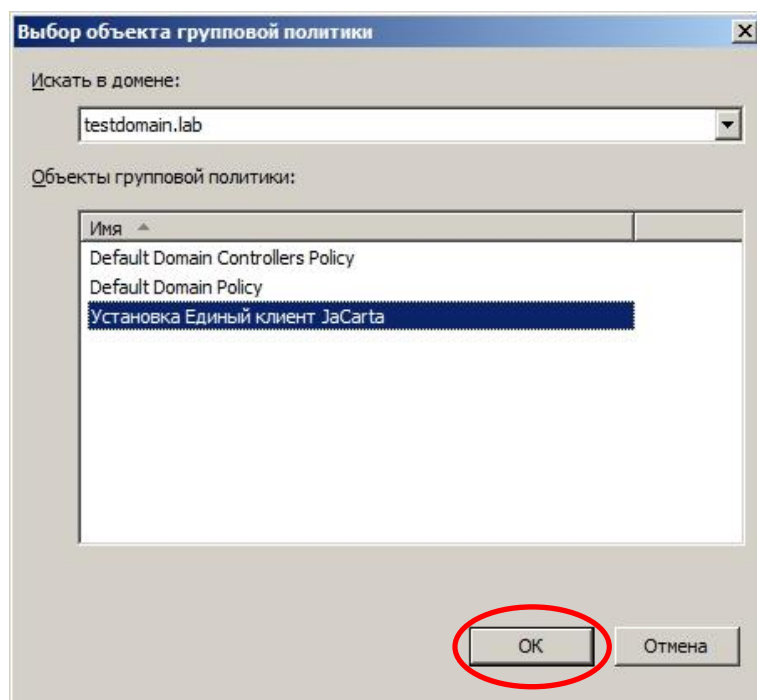 Выбор объекта групповой политики
Искать в домене:
testdomain.lab
Объекты групповой политики:
Имя
Default Domain Controllers Policy
Default Domain Policy
Установка Единый клиент JaCarta
ОК
Отмена